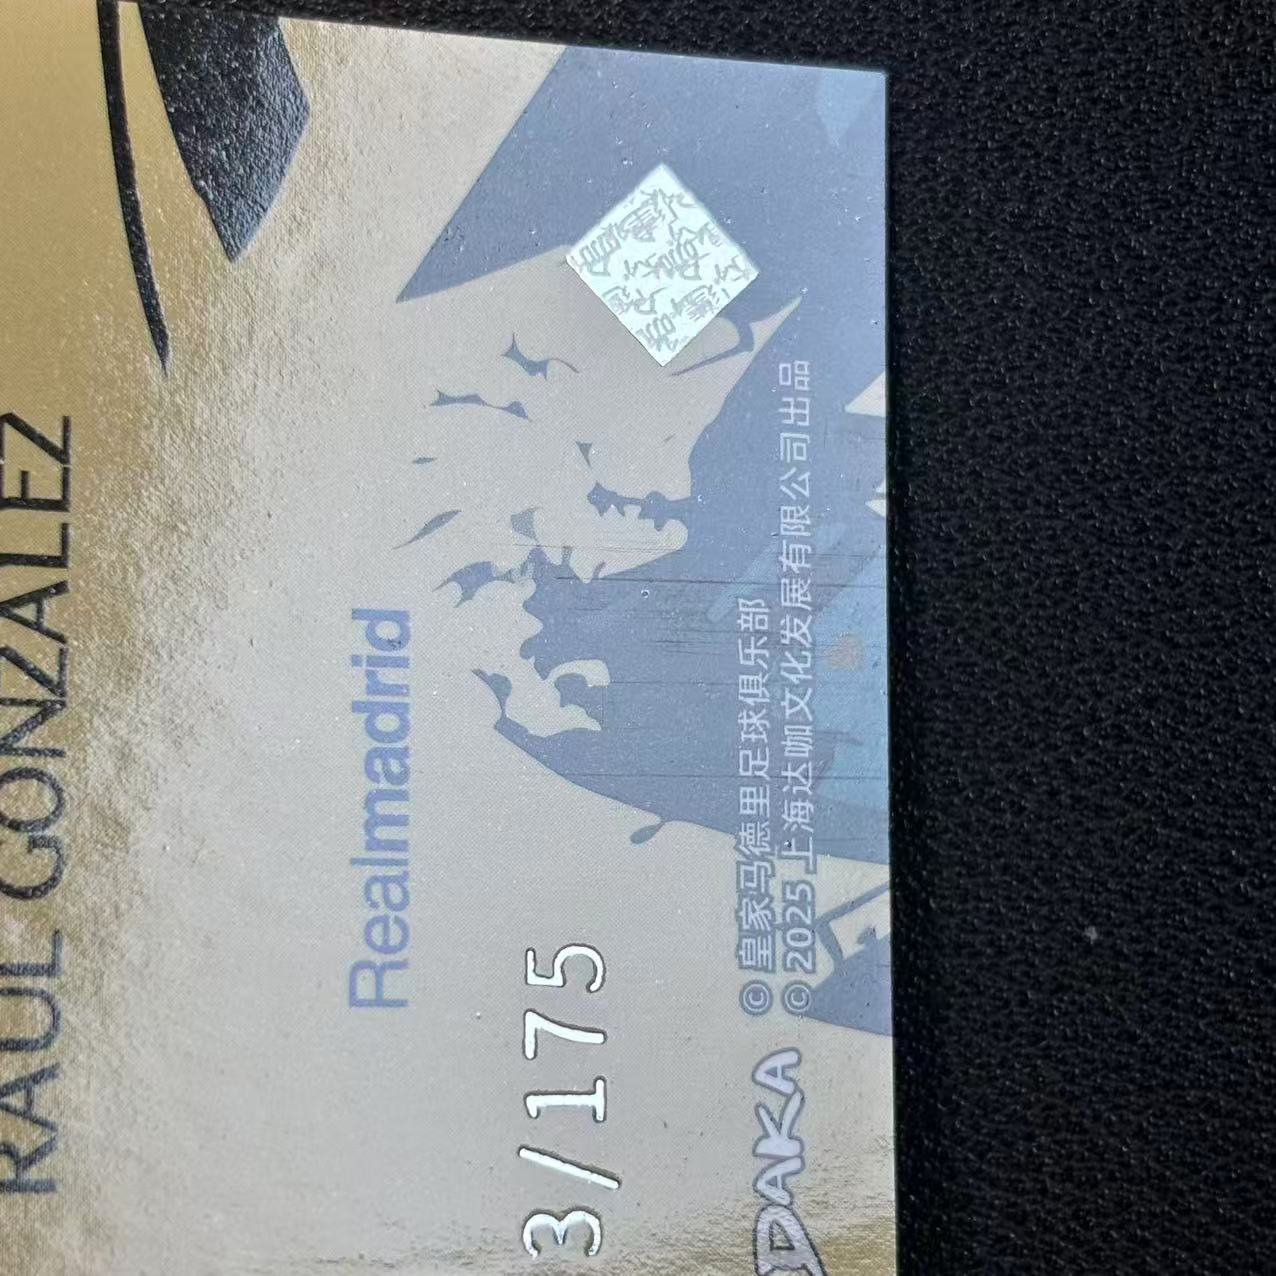 RAUL GONZALEZ
Realmadrid
3/175
© 皇家马德里足球俱乐部
© 2025 上海达咖文化发展有限公司出品
DAKA